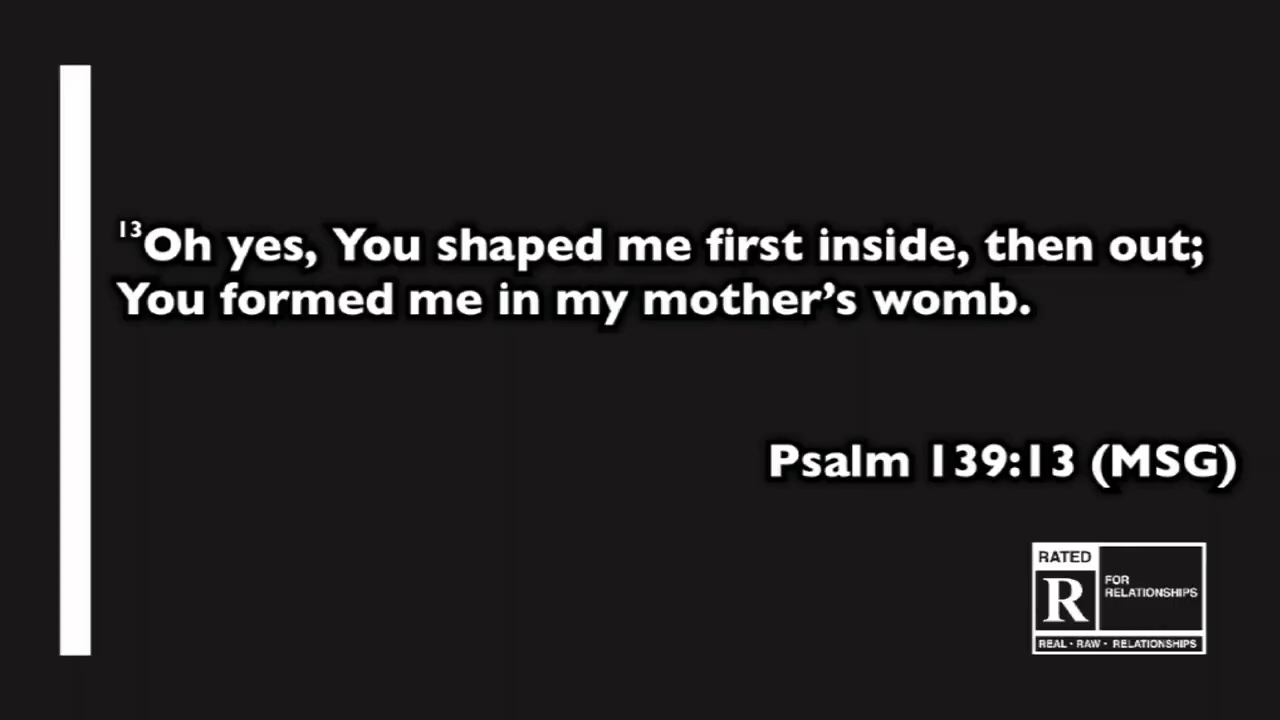 13Oh yes, You shaped me first inside, then out;
You formed me in my mother’s womb.
Psalm 139:13 (MSG)
RATED
R
FOR
RELATIONSHIPS
REAL • RAW • RELATIONSHIPS